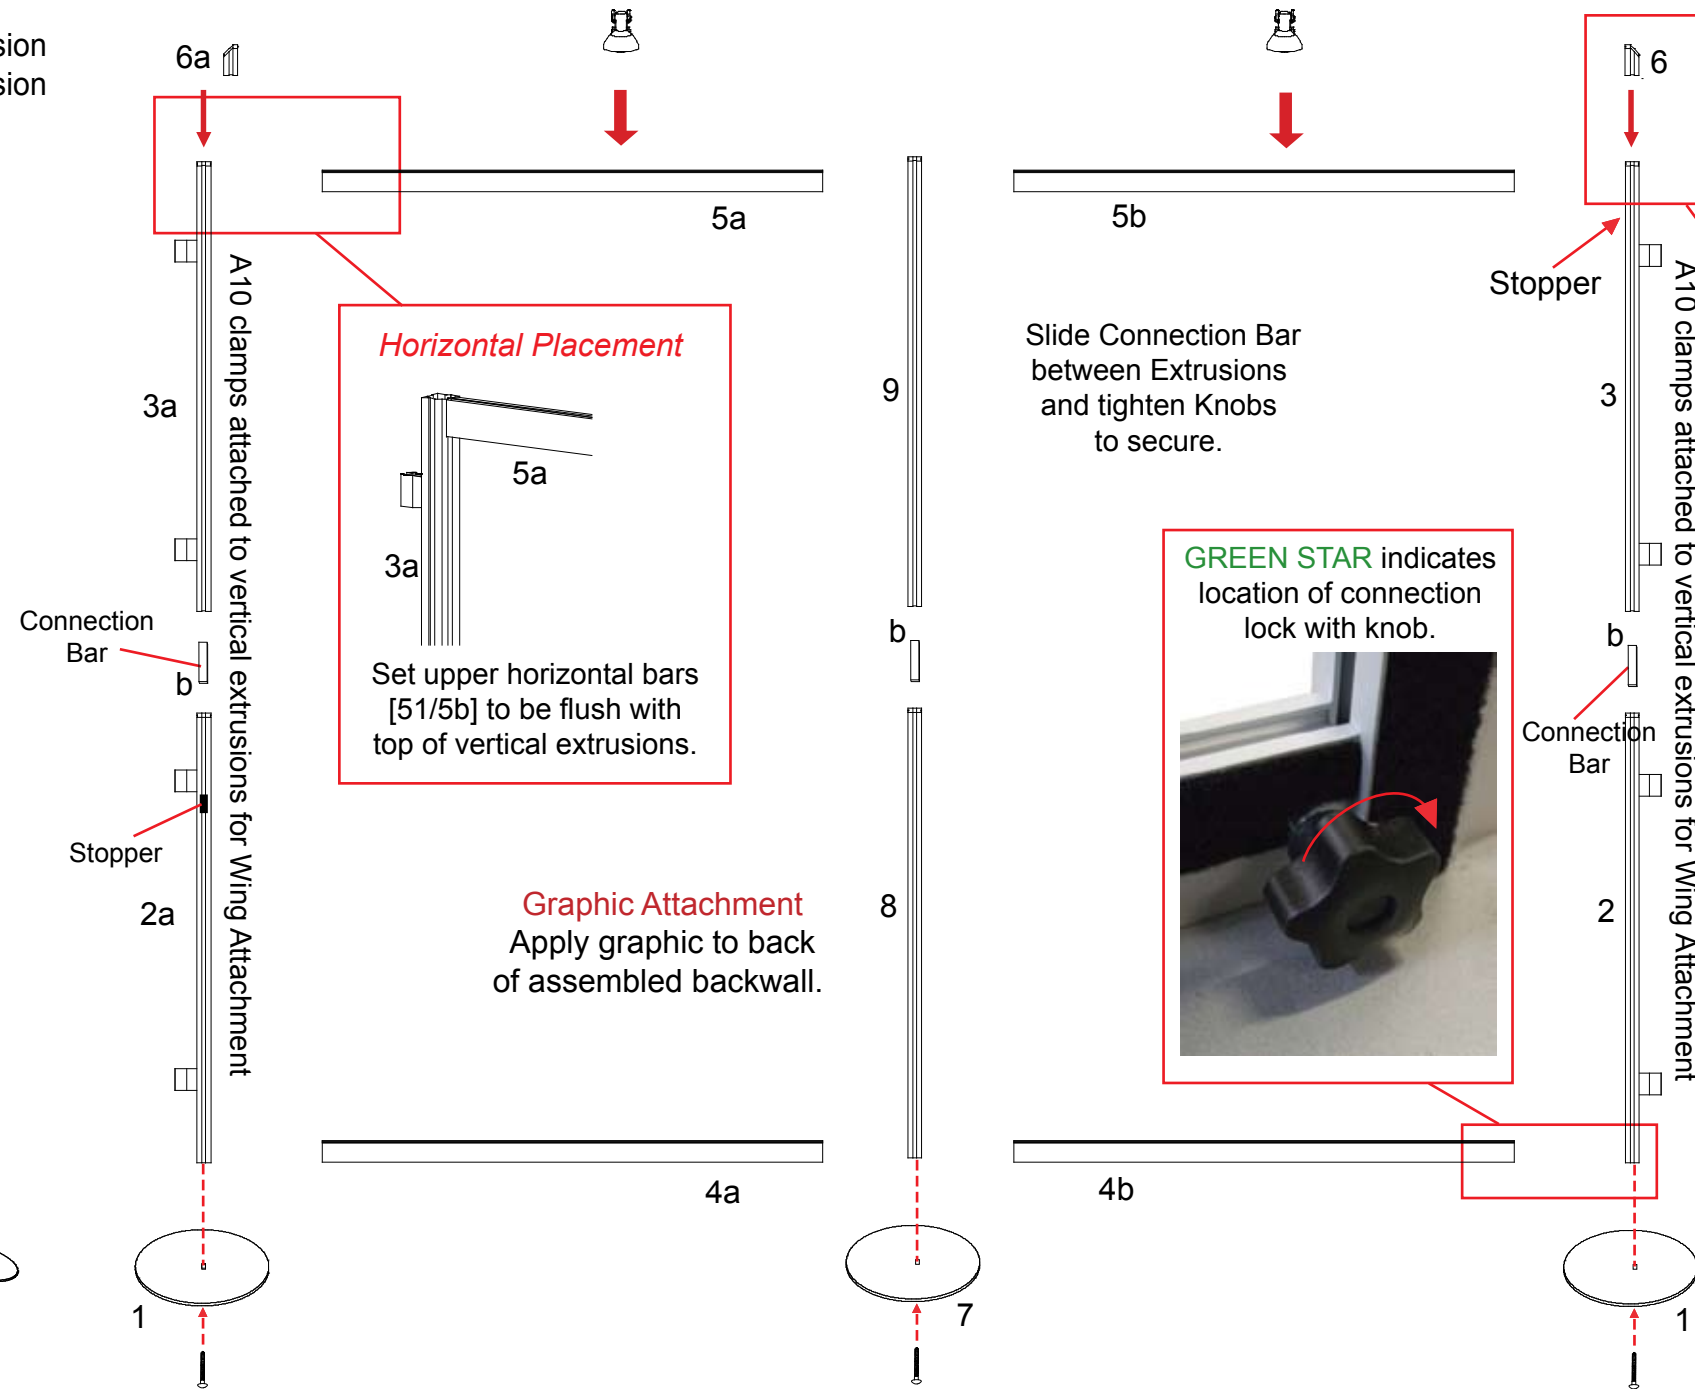 sion
sion
6a
6
5a
5b
Stopper
A10 clamps attached to vertical extrusions for Wing Attachment
3a
Horizontal Placement
5a
3a
Set upper horizontal bars
[51/5b] to be flush with
top of vertical extrusions.
9
Slide Connection Bar
between Extrusions
and tighten Knobs
to secure.
3
A10 clamps attached to vertical extrusions for Wing Attachment
GREEN STAR indicates
location of connection
lock with knob.
Connection
Bar
b
b
b
Connection
Bar
Stopper
2a
Graphic Attachment
Apply graphic to back
of assembled backwall.
8
2
4a
4b
1
7
1